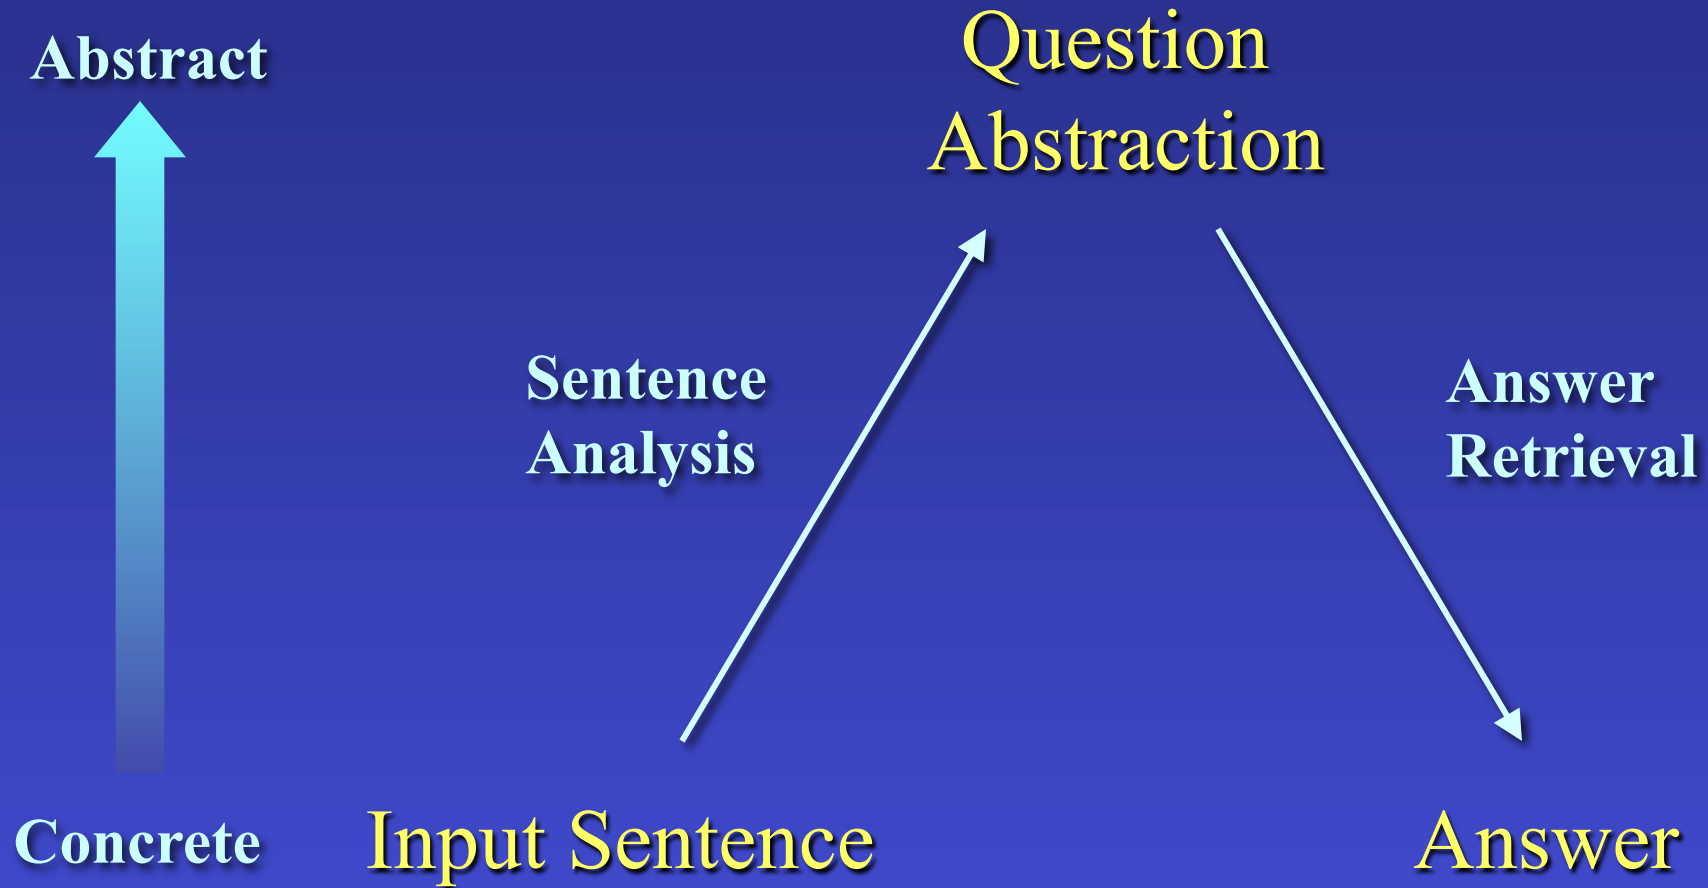 Abstract
Question
Abstraction
Sentence
Analysis
Answer
Retrieval
Concrete
Input Sentence
Answer